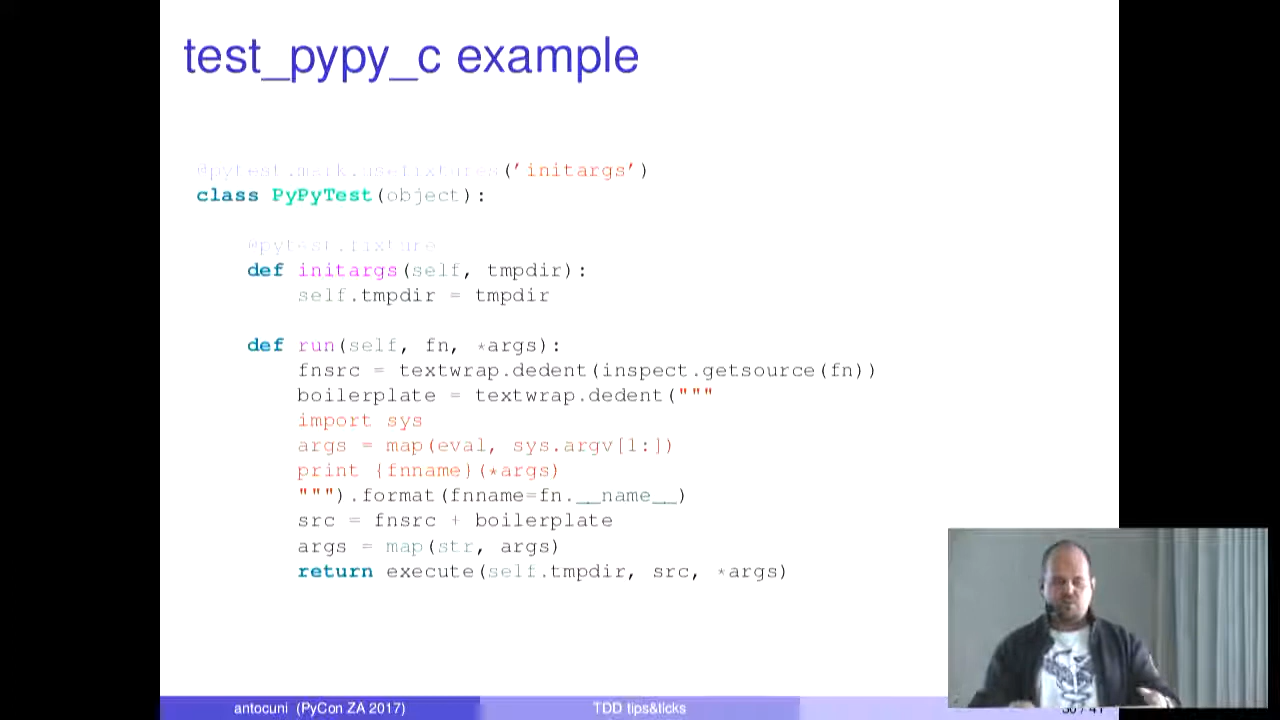 test_pypy_c example
@pytest.mark.usefixtures('initargs')
class PyPyTest(object):
@pytest.fixture
def initargs(self, tmpdir):
self.tmpdir = tmpdir
def run(self, fn, *args):
fnsrc = textwrap.dedent(inspect.getsource(fn))
boilerplate = textwrap.dedent("""
import sys
args = map(eval, sys.argv[1:])
print {fnname}(*args)
""").format(fnname=fn.__name__)
src = fnsrc + boilerplate
args = map(str, args)
return execute(self.tmpdir, src, *args)
antocuni (PyCon ZA 2017)
TDD tips&ticks